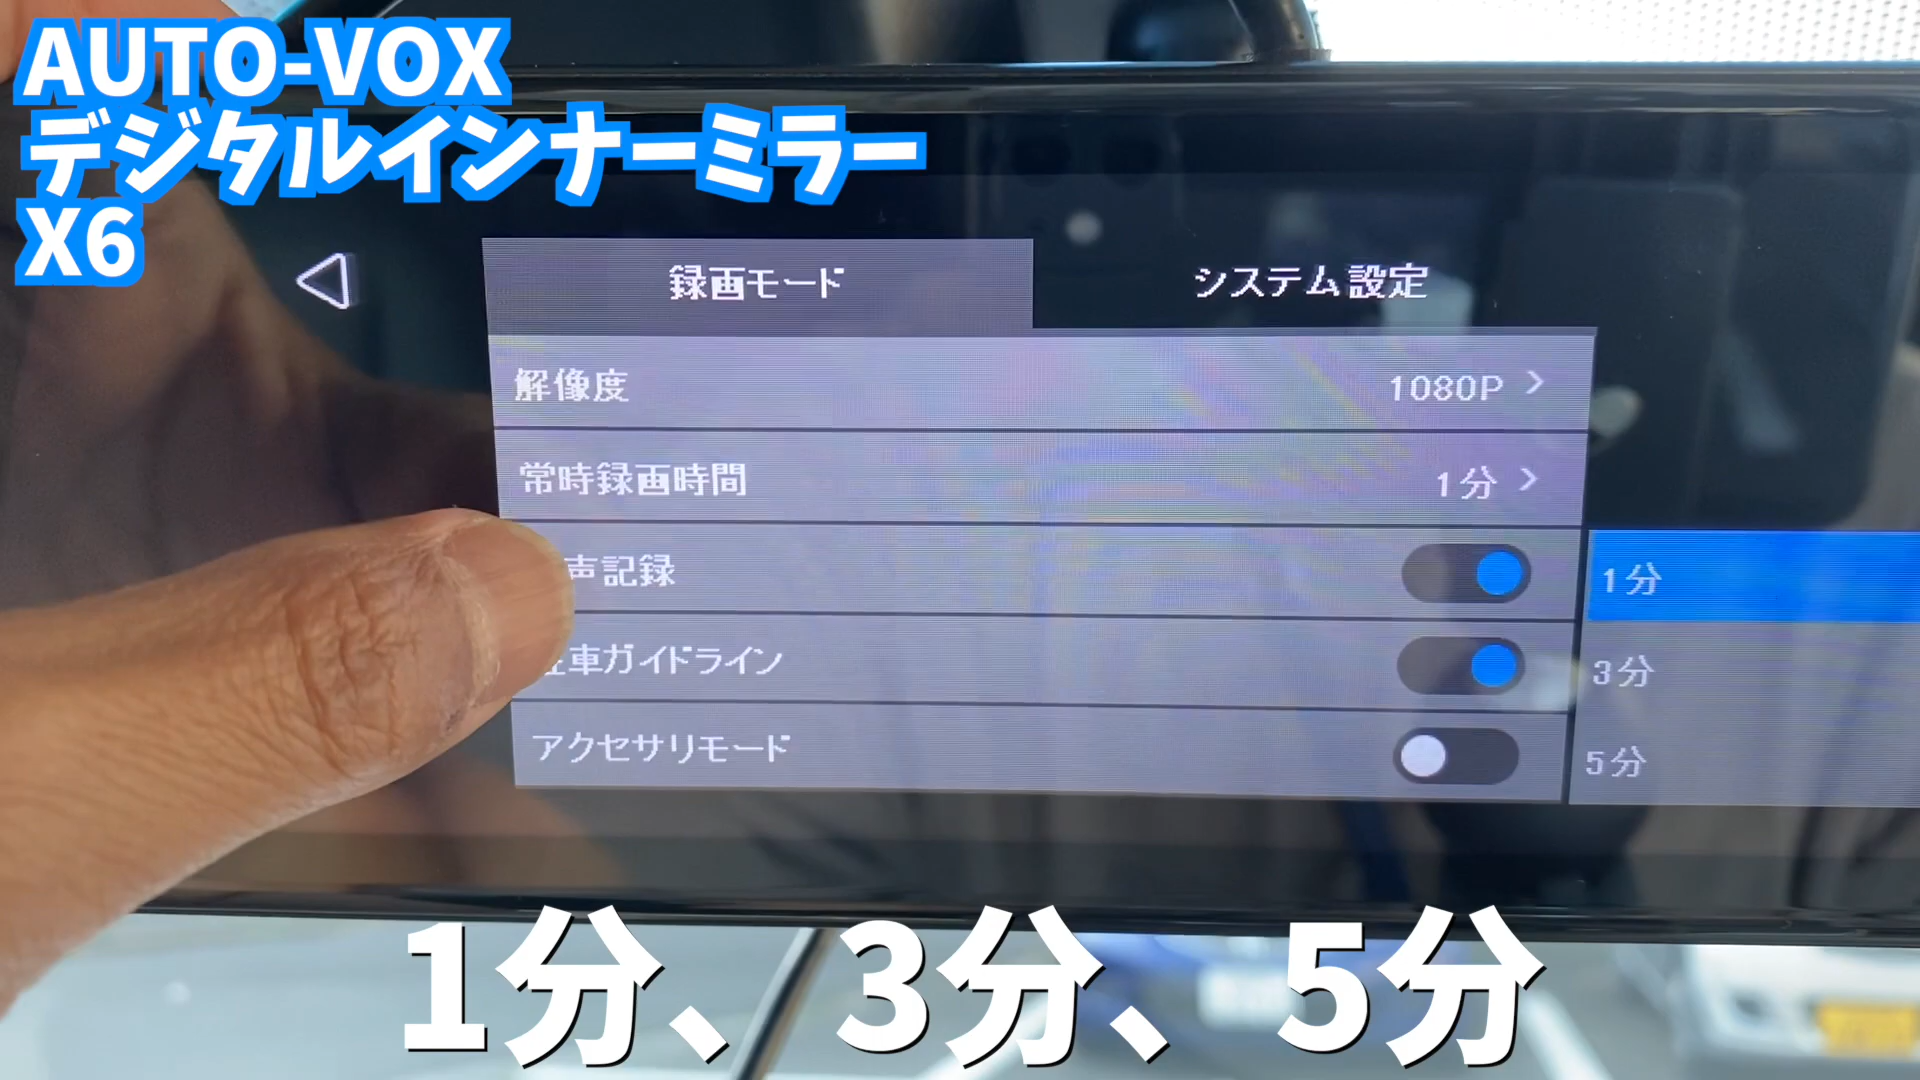 AUTO-VOX
デジタルインナーミラー
X6
録画モード
システム設定
解像度
1080P
常時録画時間
1分
声記録
1分
車ガイドライン
3分
アクセサリモード
5分
1分、3分、5分